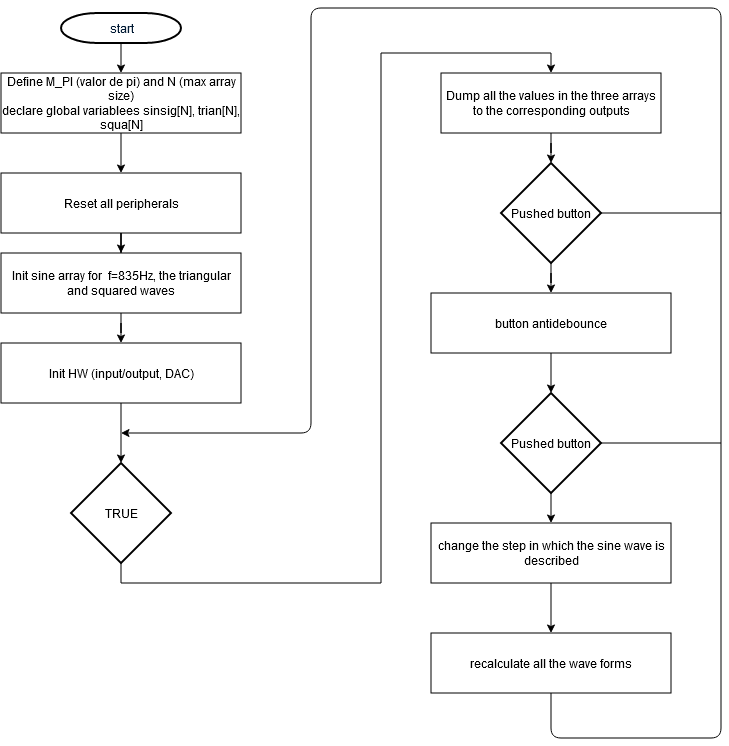 start
Define M_PI (valor de pi) and N (max array
size)
declare global variablees sinsig[N], trian[N],
squa[N]
Reset all peripherals
Init sine array for f=835Hz, the triangular
and squared waves
Init HW (input/output, DAC)
TRUE
Dump all the values in the three arrays
to the corresponding outputs
Pushed button
button antidebounce
Pushed button
change the step in which the sine wave is
described
recalculate all the wave forms